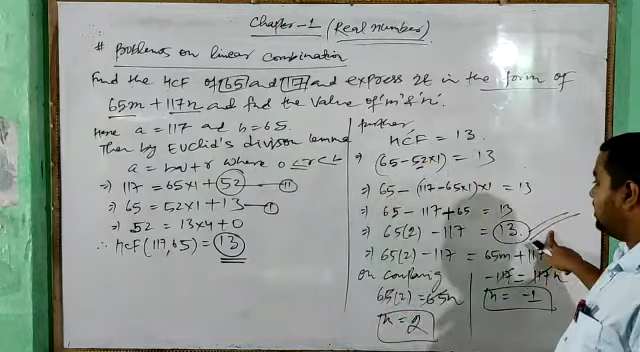 Chapter-1 (Real number)
# Problems on linear Combination
Find the HCF of 65 and 117 and express it in the form of
65m + 117n and find the value of 'm' & 'n'.
Here a = 117 and b = 65.
Then by Euclid's division lemma
a = bq + r where 0 ≤ r < b
⇒ 117 = 65×1 + 52 — (ii)
⇒ 65 = 52×1 + 13 — (i)
⇒ 52 = 13×4 + 0
∴ HCF (117, 65) = 13
further
HCF = 13.
⇒ (65 - 52×1) = 13
⇒ 65 - (117 - 65×1)×1 = 13
⇒ 65 - 117 + 65 = 13
⇒ 65(2) - 117 = 13.
⇒ 65(2) - 117 = 65m + 117
on comparing
65(2) = 65m
n = 2
-117 = 117n
n = -1